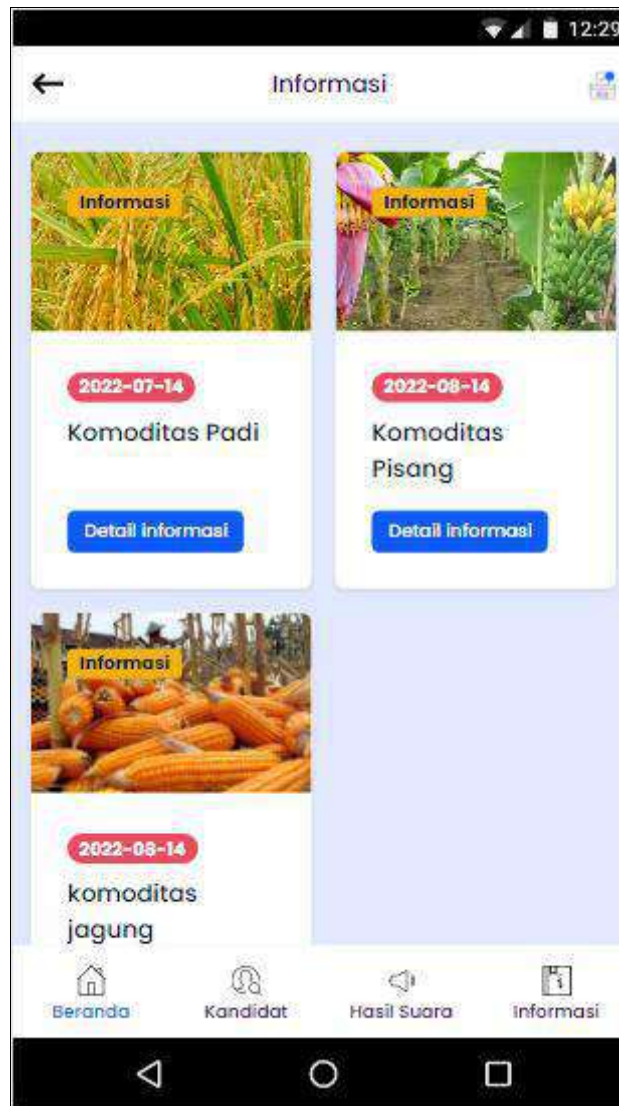 12:29
Informasi
Informasi
2022-07-14
Komoditas Padi
Detail informasi
Informasi
2022-08-14
Komoditas
Pisang
Detail informasi
Informasi
2022-08-14
komoditas
jagung
Beranda
Kandidat
Hasil Suara
Informasi